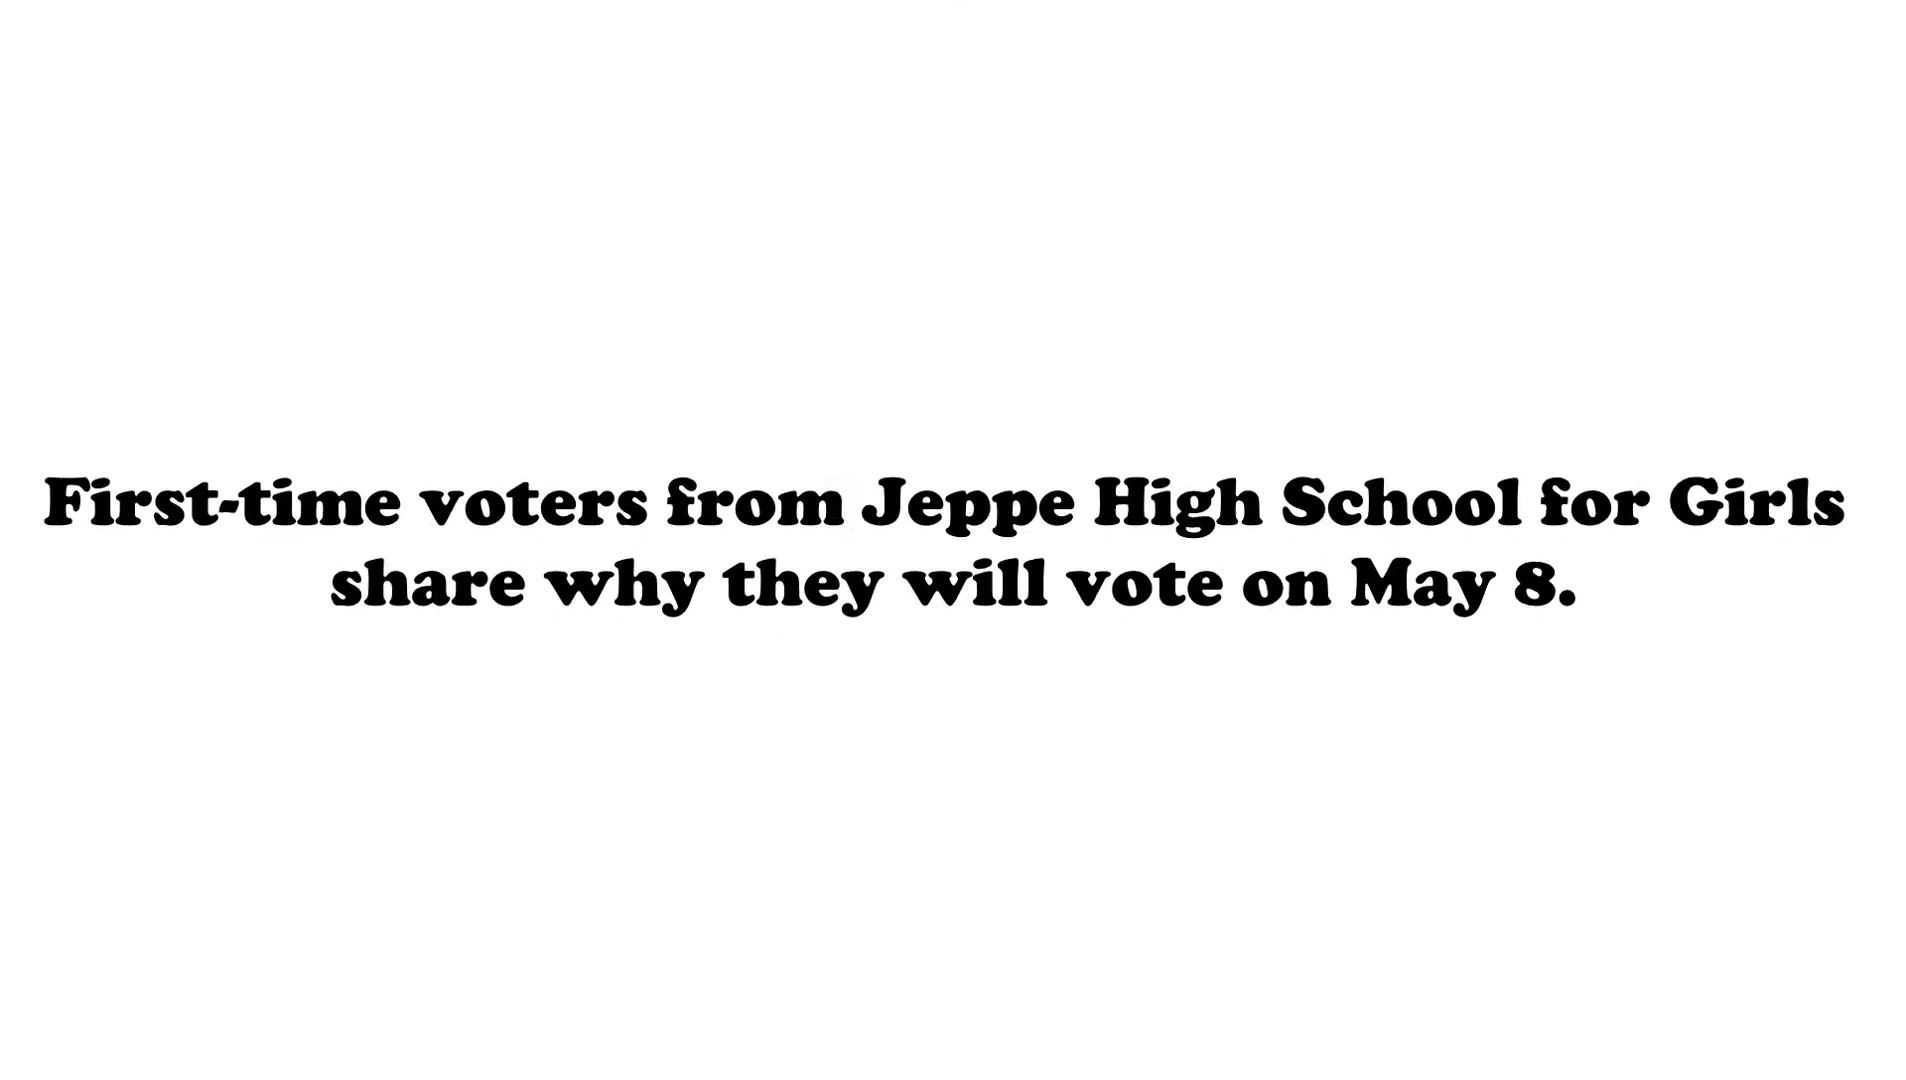 First-time voters from Jeppe High School for Girls
share why they will vote on May 8.